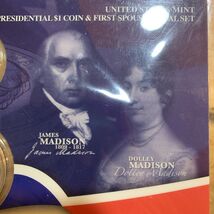 UNITED STATES MINT
PRESIDENTIAL $1 COIN & FIRST SPOUSE MEDAL SET
JAMES
MADISON
1809 - 1817
James Madison
DOLLEY
MADISON
Dolley Madison